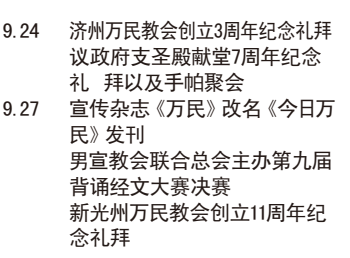 9.24 济州万民教会创立3周年纪念礼拜
议政府支圣殿献堂7周年纪念
礼 拜以及手帕聚会
9.27 宣传杂志《万民》改名《今日万
民》发刊
男宣教会联合总会主办第九届
背诵经文大赛决赛
新光州万民教会创立11周年纪
念礼拜